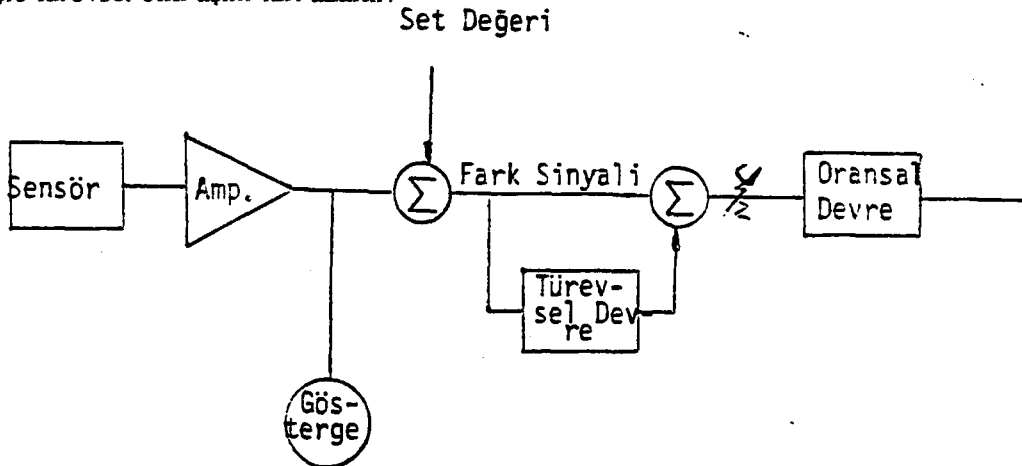 Set Değeri
Sensör
Amp.
Σ
Fark Sinyali
Σ
Oransal
Devre
Türev-
sel Dev
re
Gös-
terge